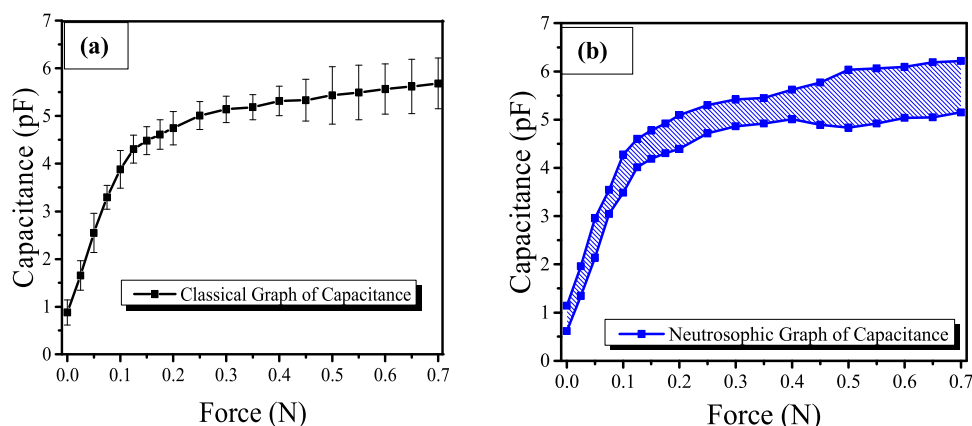 (a)
Capacitance (pF)
7
6
5
4
3
2
1
0
Classical Graph of Capacitance
0.0 0.1 0.2 0.3 0.4 0.5 0.6 0.7
Force (N)
(b)
Capacitance (pF)
7
6
5
4
3
2
1
0
Neutrosophic Graph of Capacitance
0.0 0.1 0.2 0.3 0.4 0.5 0.6 0.7
Force (N)